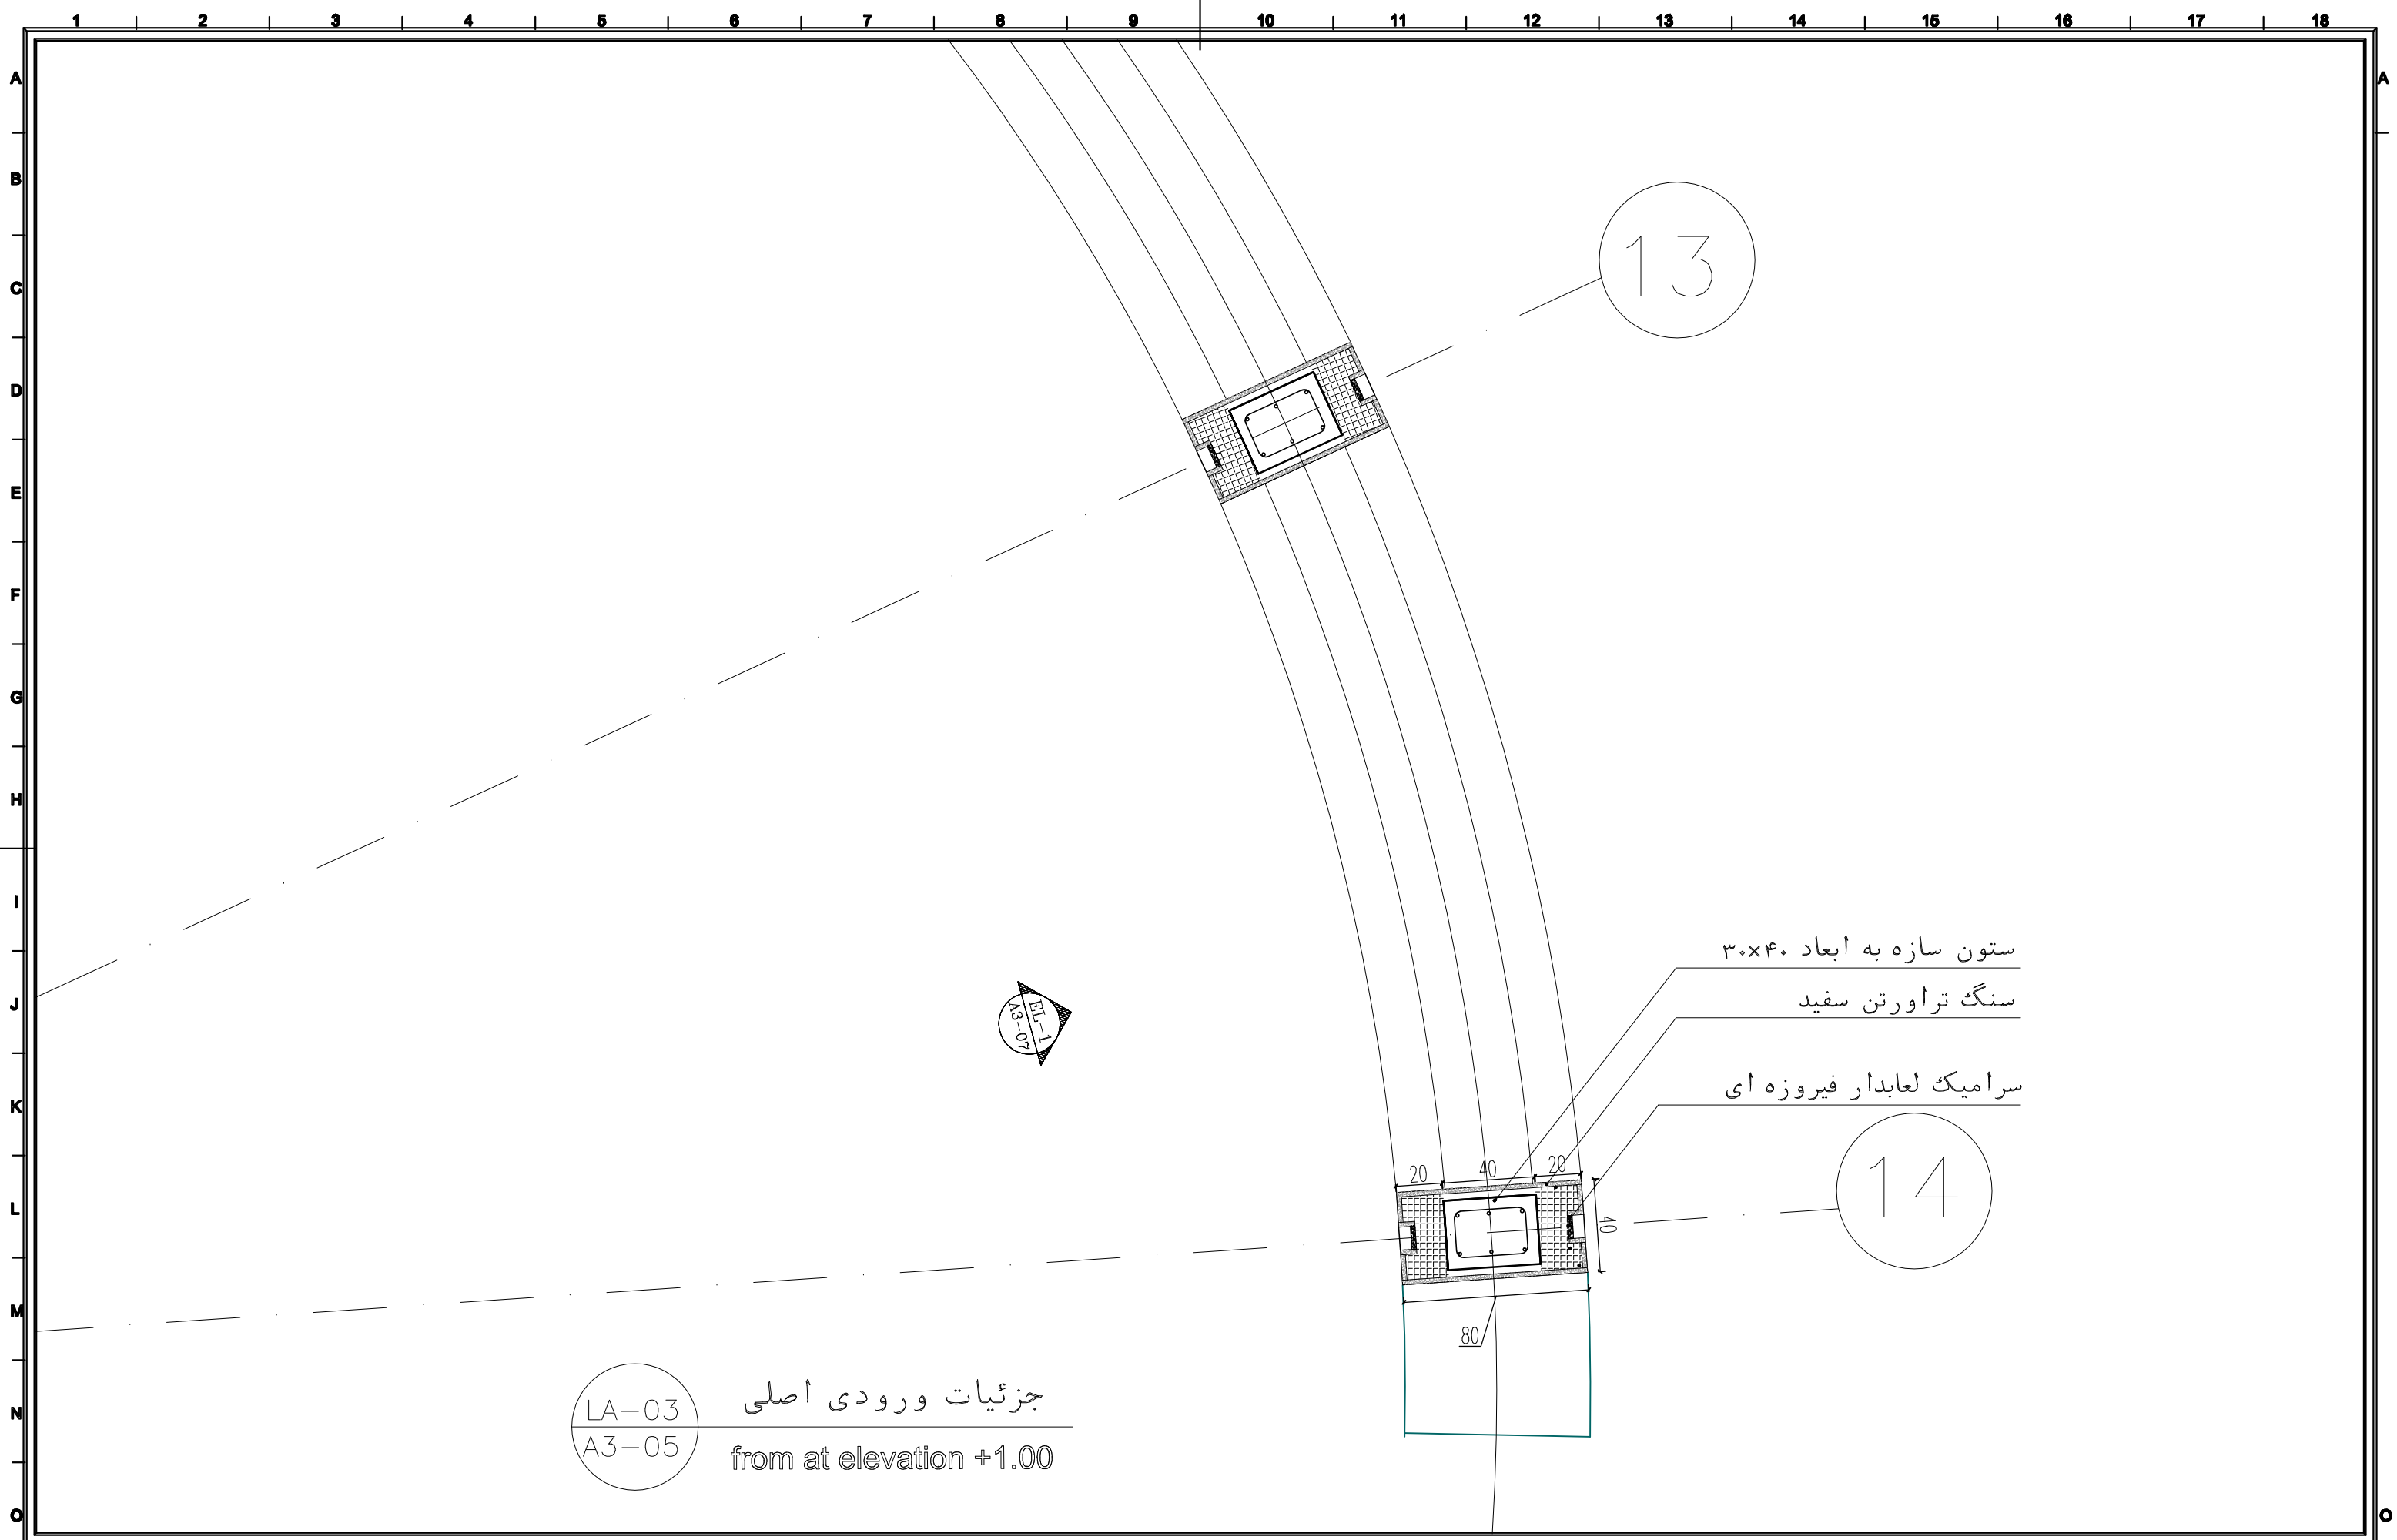 1 2 3 4 5 6 7 8 9 10 11 12 13 14 15 16 17 18
A A
B
C
D
E
F
G
H
I
J
K
L
M
N
O O
13
ستون سازه به ابعاد ۳۰×۴۰
سنگ تراورتن سفید
سرامیک لعابدار فیروزه ای
EL-1
A3-07
14
20 40 20
40
80
LA-03
A3-05
جزئیات ورودی اصلی
from at elevation +1.00